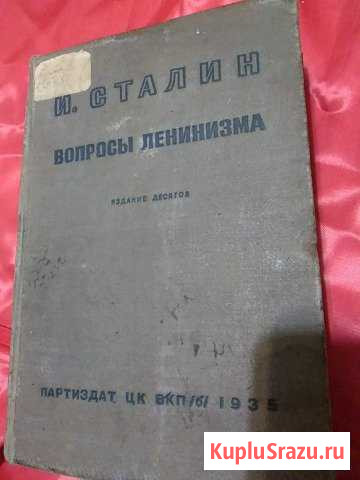 И. СТАЛИН
ВОПРОСЫ ЛЕНИНИЗМА
ИЗДАНИЕ ДЕСЯТОЕ
ПАРТИЗДАТ ЦК ВКП/б/ 1935
KupluSrazu.ru